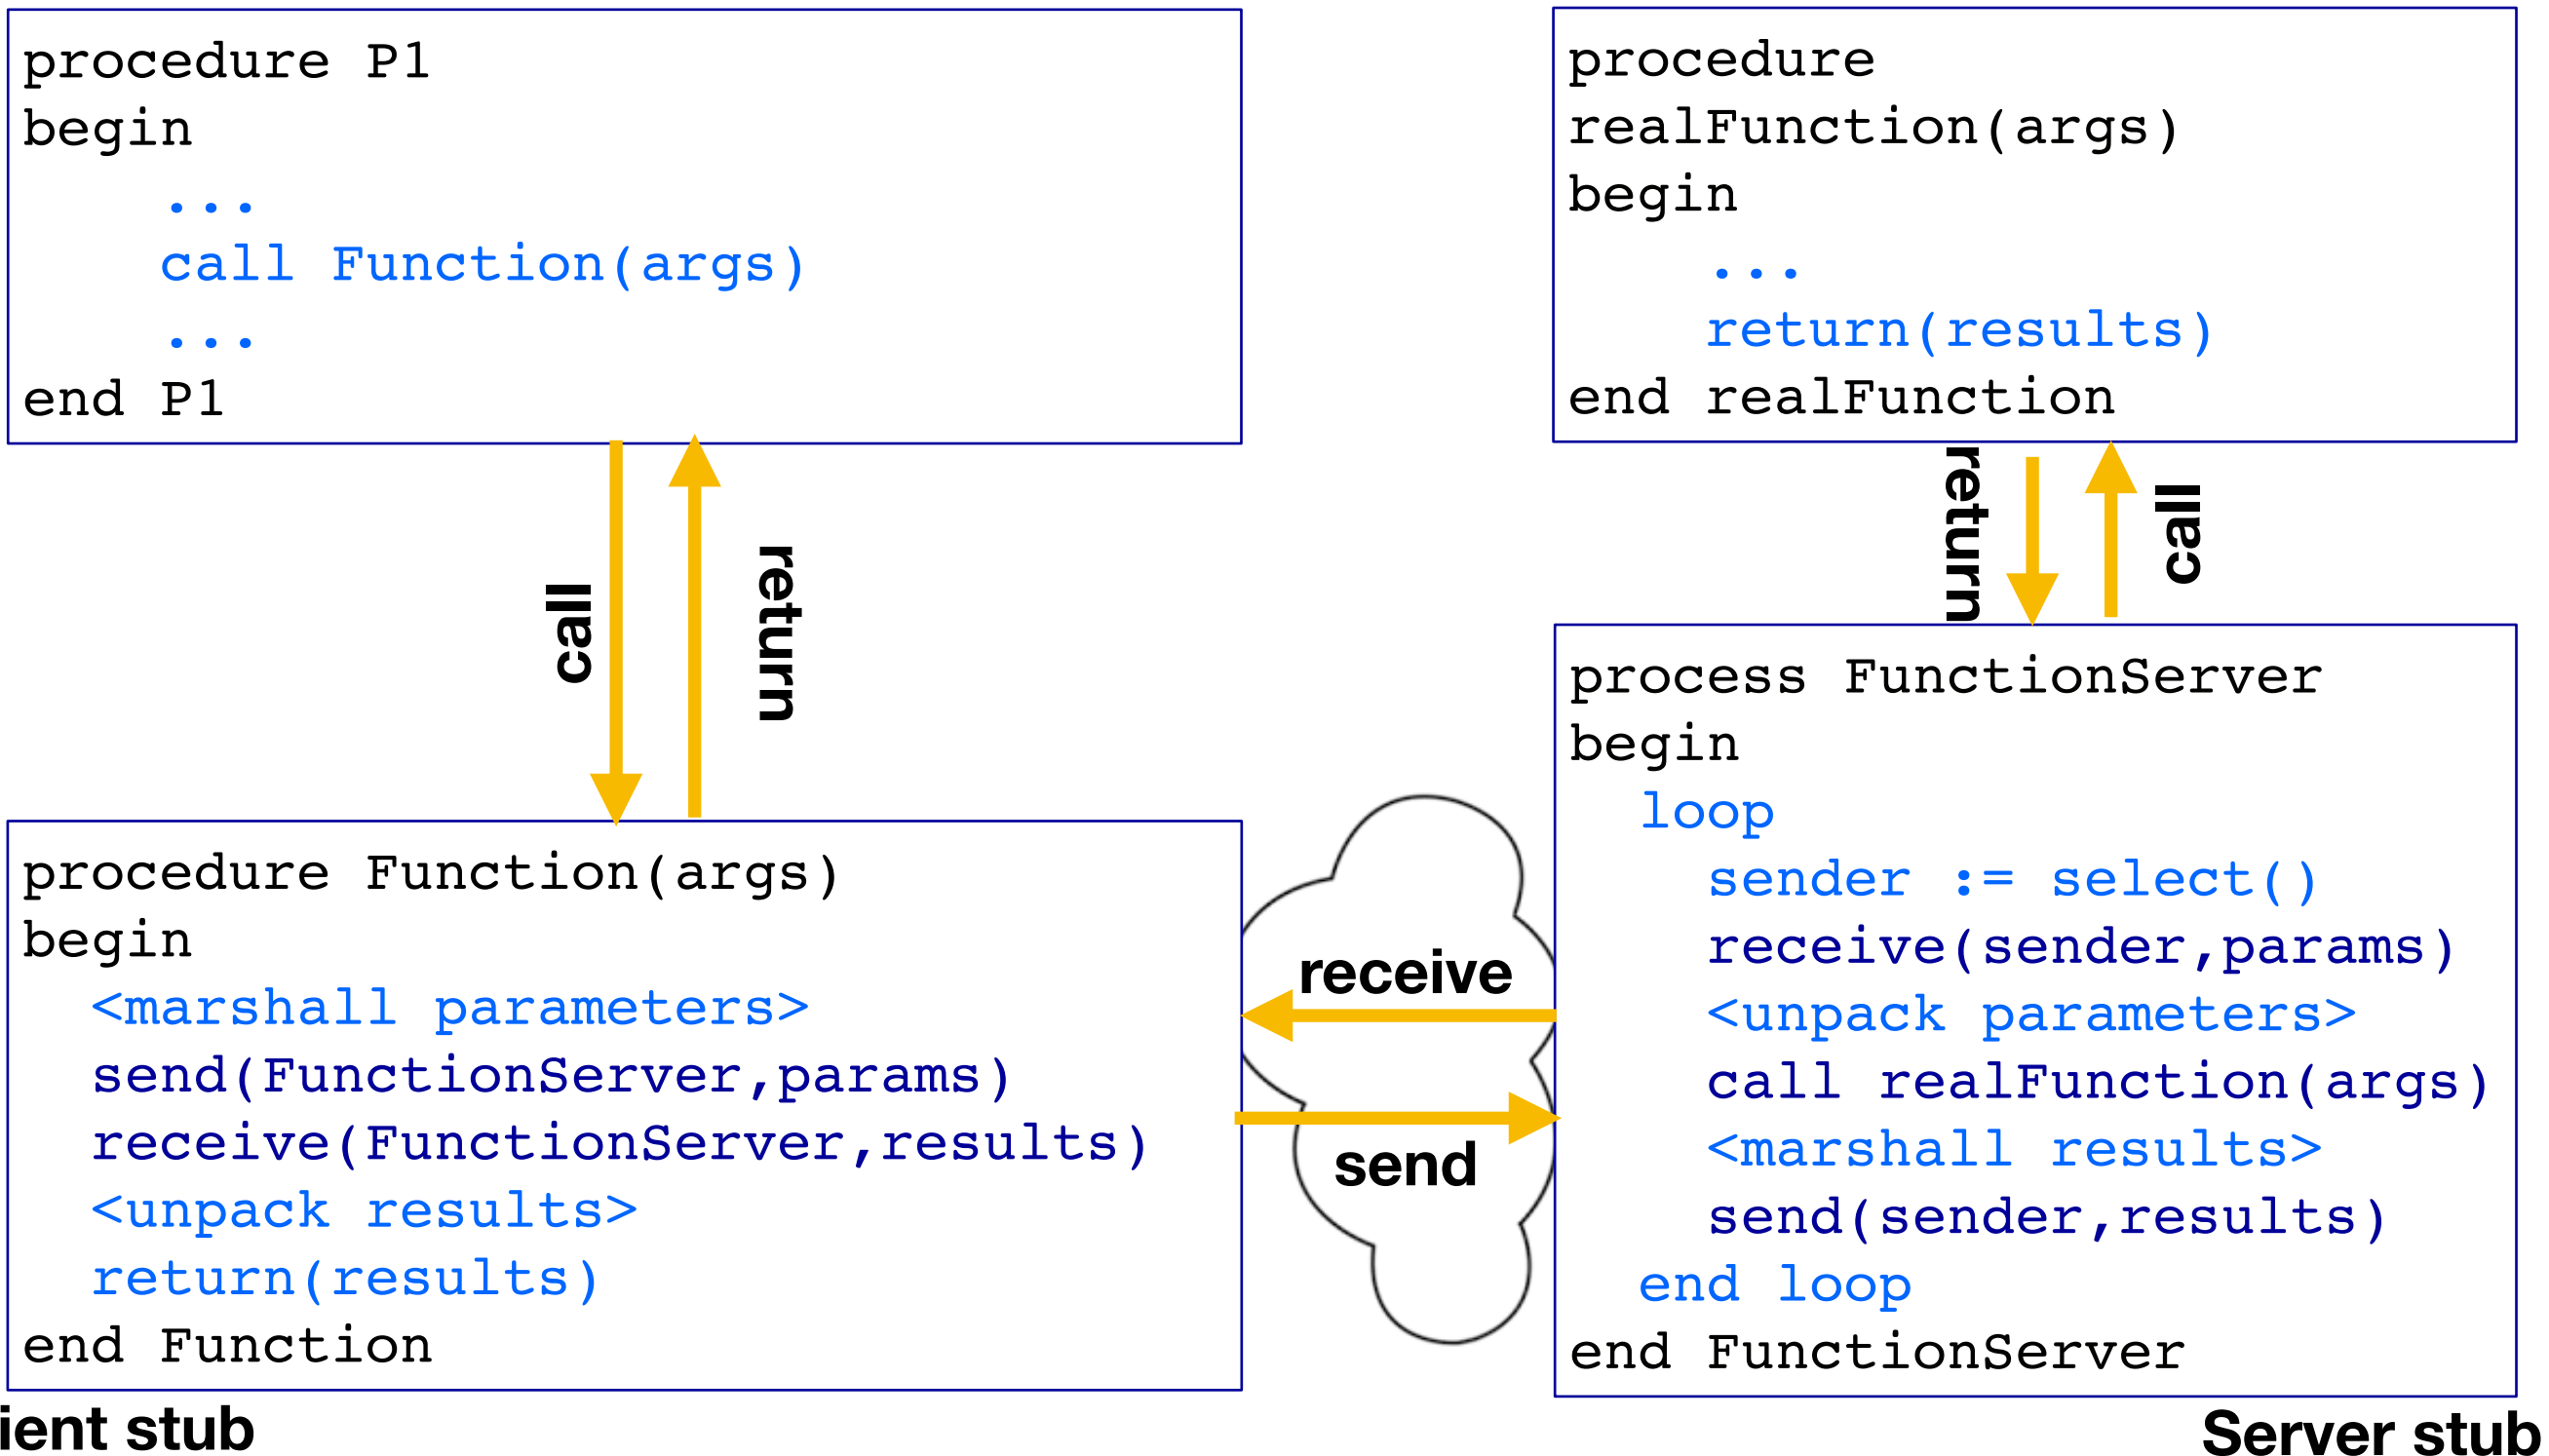 procedure P1
begin
...
call Function(args)
...
end P1
procedure
realFunction(args)
begin
...
return(results)
end realFunction
call
return
return
call
procedure Function(args)
begin
<marshall parameters>
send(FunctionServer,params)
receive(FunctionServer,results)
<unpack results>
return(results)
end Function
receive
send
process FunctionServer
begin
loop
sender := select()
receive(sender,params)
<unpack parameters>
call realFunction(args)
<marshall results>
send(sender,results)
end loop
end FunctionServer
ient stub
Server stub